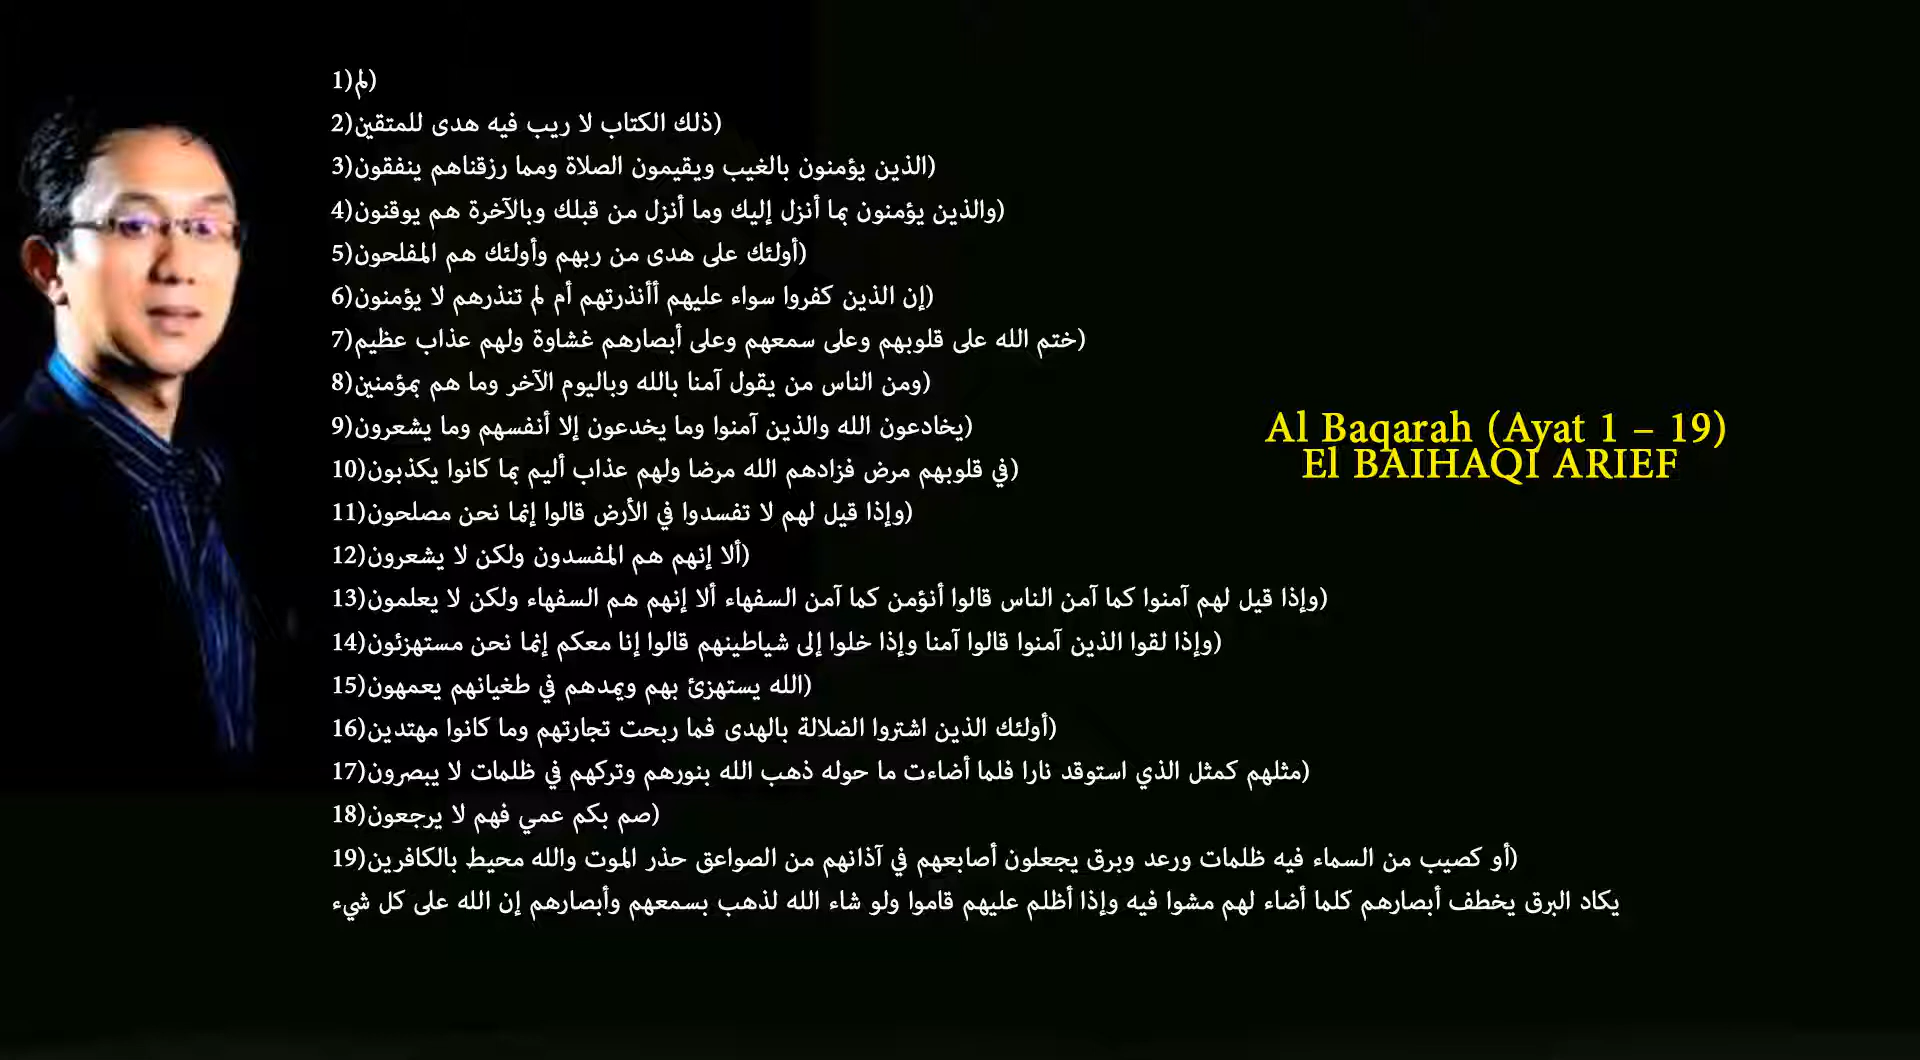 1)لم)
2)ذلك الكتاب لا ريب فيه هدى للمتقين)
3)الذين يؤمنون بالغيب ويقيمون الصلاة ومما رزقناهم ينفقون)
4)والذين يؤمنون بما أنزل إليك وما أنزل من قبلك وبالآخرة هم يوقنون)
5)أولئك على هدى من ربهم وأولئك هم المفلحون)
6)إن الذين كفروا سواء عليهم أأنذرتهم أم لم تنذرهم لا يؤمنون)
7)ختم الله على قلوبهم وعلى سمعهم وعلى أبصارهم غشاوة ولهم عذاب عظيم)
8)ومن الناس من يقول آمنا بالله وباليوم الآخر وما هم بمؤمنين)
9)يخادعون الله والذين آمنوا وما يخدعون إلا أنفسهم وما يشعرون)
10)في قلوبهم مرض فزادهم الله مرضا ولهم عذاب أليم بما كانوا يكذبون)
11)وإذا قيل لهم لا تفسدوا في الأرض قالوا إنما نحن مصلحون)
12)ألا إنهم هم المفسدون ولكن لا يشعرون)
13)وإذا قيل لهم آمنوا كما آمن الناس قالوا أنؤمن كما آمن السفهاء ألا إنهم هم السفهاء ولكن لا يعلمون)
14)وإذا لقوا الذين آمنوا قالوا آمنا وإذا خلوا إلى شياطينهم قالوا إنا معكم إنما نحن مستهزئون)
15)الله يستهزئ بهم ويمدهم في طغيانهم يعمهون)
16)أولئك الذين اشتروا الضلالة بالهدى فما ربحت تجارتهم وما كانوا مهتدين)
17)مثلهم كمثل الذي استوقد نارا فلما أضاءت ما حوله ذهب الله بنورهم وتركهم في ظلمات لا يبصرون)
18)صم بكم عمي فهم لا يرجعون)
19)أو كصيب من السماء فيه ظلمات ورعد وبرق يجعلون أصابعهم في آذانهم من الصواعق حذر الموت والله محيط بالكافرين)
يكاد البرق يخطف أبصارهم كلما أضاء لهم مشوا فيه وإذا أظلم عليهم قاموا ولو شاء الله لذهب بسمعهم وأبصارهم إن الله على كل شيء
Al Baqarah (Ayat 1 – 19)
El BAIHAQI ARIEF